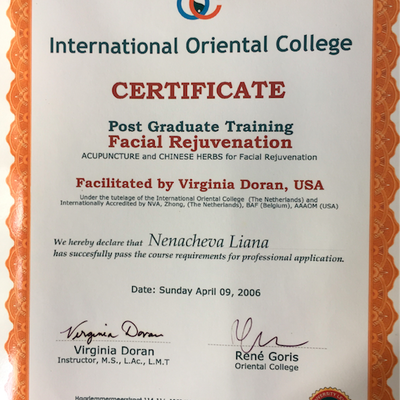 International Oriental College
CERTIFICATE
Post Graduate Training
Facial Rejuvenation
ACUPUNCTURE and CHINESE HERBS for Facial Rejuvenation
Facilitated by Virginia Doran, USA
Under the tutelage of the International Oriental College (The Netherlands) and
Internationally Accredited by NVA, Zhong, (The Netherlands), BAF (Belgium), AAAOM (USA)
We hereby declare that Nenacheva Liana
has succesfully pass the course requirements for professional application.
Date: Sunday April 09, 2006
Virginia Doran
Virginia Doran
Instructor, M.S., L.Ac., L.M.T
René Goris
Oriental College